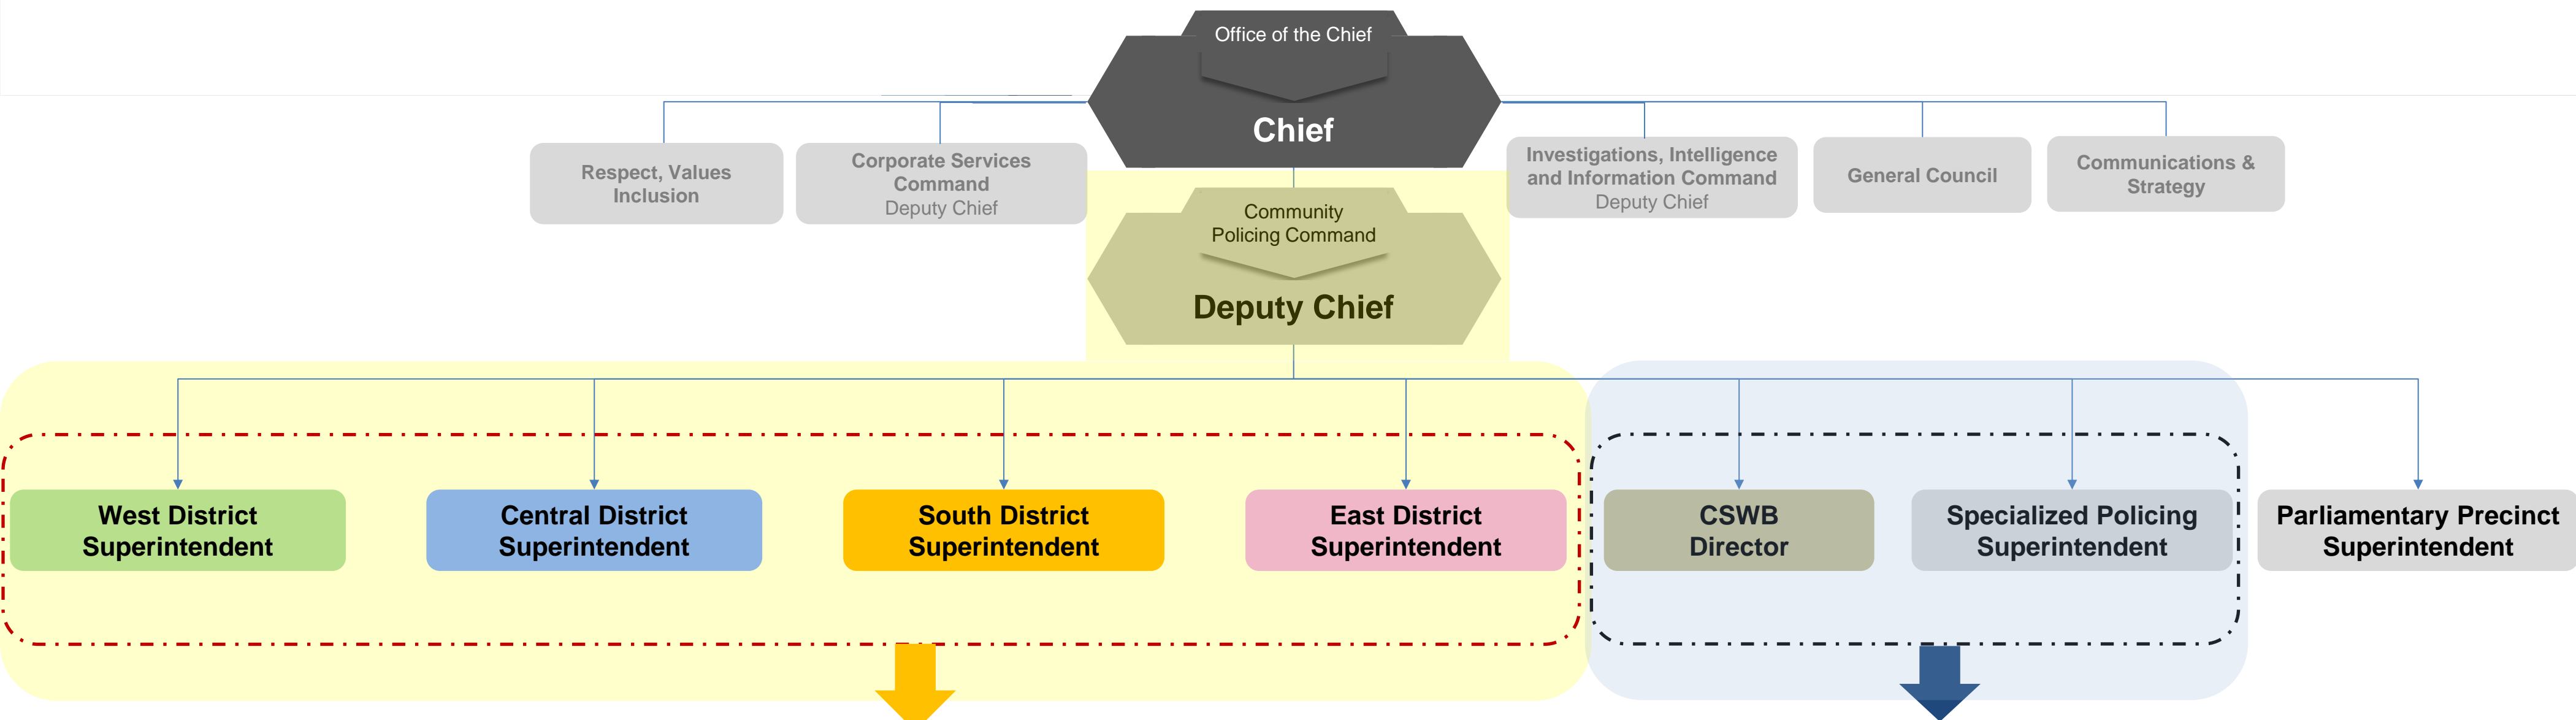 Office of the Chief
Chief
Respect, Values
Inclusion
Corporate Services
Command
Deputy Chief
Investigations, Intelligence
and Information Command
Deputy Chief
General Council
Communications &
Strategy
Community
Policing Command
Deputy Chief
West District
Superintendent
Central District
Superintendent
South District
Superintendent
East District
Superintendent
CSWB
Director
Specialized Policing
Superintendent
Parliamentary Precinct
Superintendent